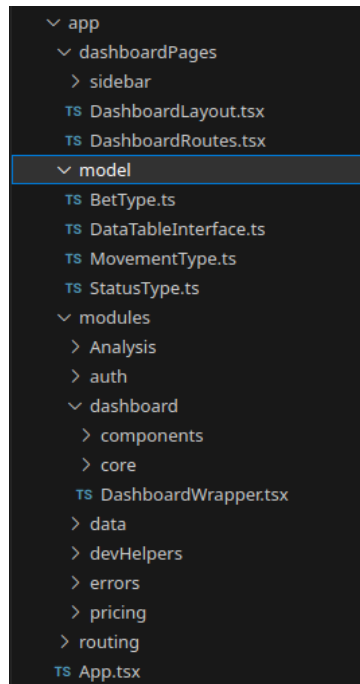 app
dashboardPages
sidebar
TS DashboardLayout.tsx
TS DashboardRoutes.tsx
model
TS BetType.ts
TS DataTableInterface.ts
TS MovementType.ts
TS StatusType.ts
modules
Analysis
auth
dashboard
components
core
TS DashboardWrapper.tsx
data
devHelpers
errors
pricing
routing
TS App.tsx